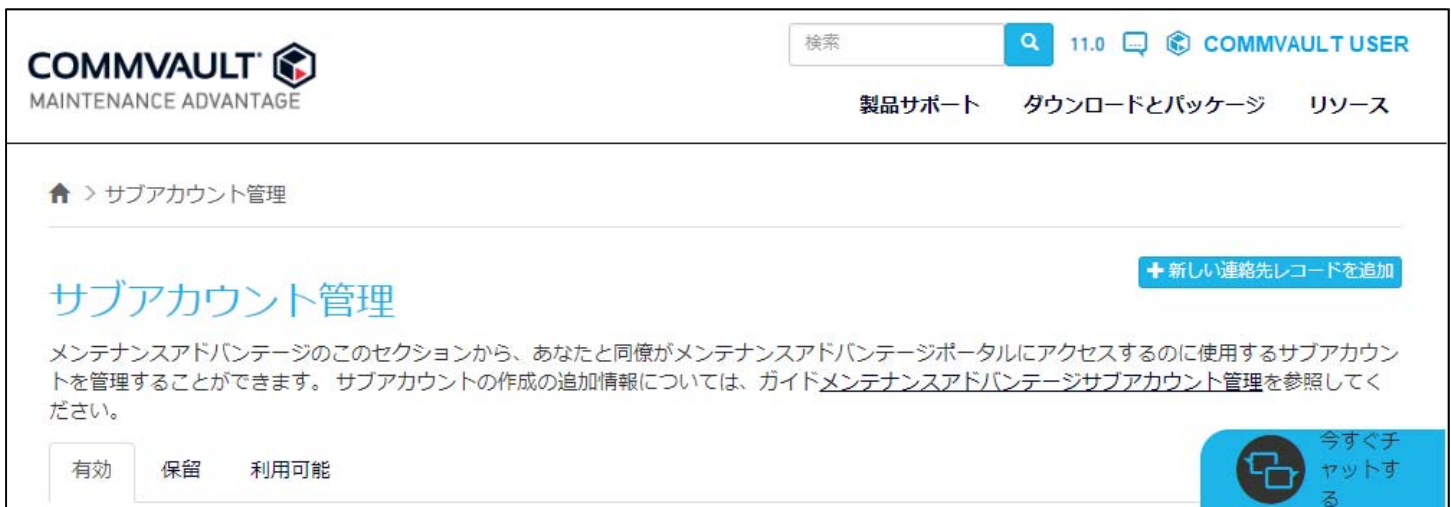 COMMVAULT
MAINTENANCE ADVANTAGE
検索
11.0
COMMVAULT USER
製品サポート ダウンロードとパッケージ リソース
> サブアカウント管理
+ 新しい連絡先レコードを追加
サブアカウント管理
メンテナンスアドバンテージのこのセクションから、あなたと同僚がメンテナンスアドバンテージポータルにアクセスするのに使用するサブアカウン
トを管理することができます。 サブアカウントの作成の追加情報については、ガイドメンテナンスアドバンテージサブアカウント管理を参照してく
ださい。
有効 保留 利用可能
今すぐチ
ャットす
る